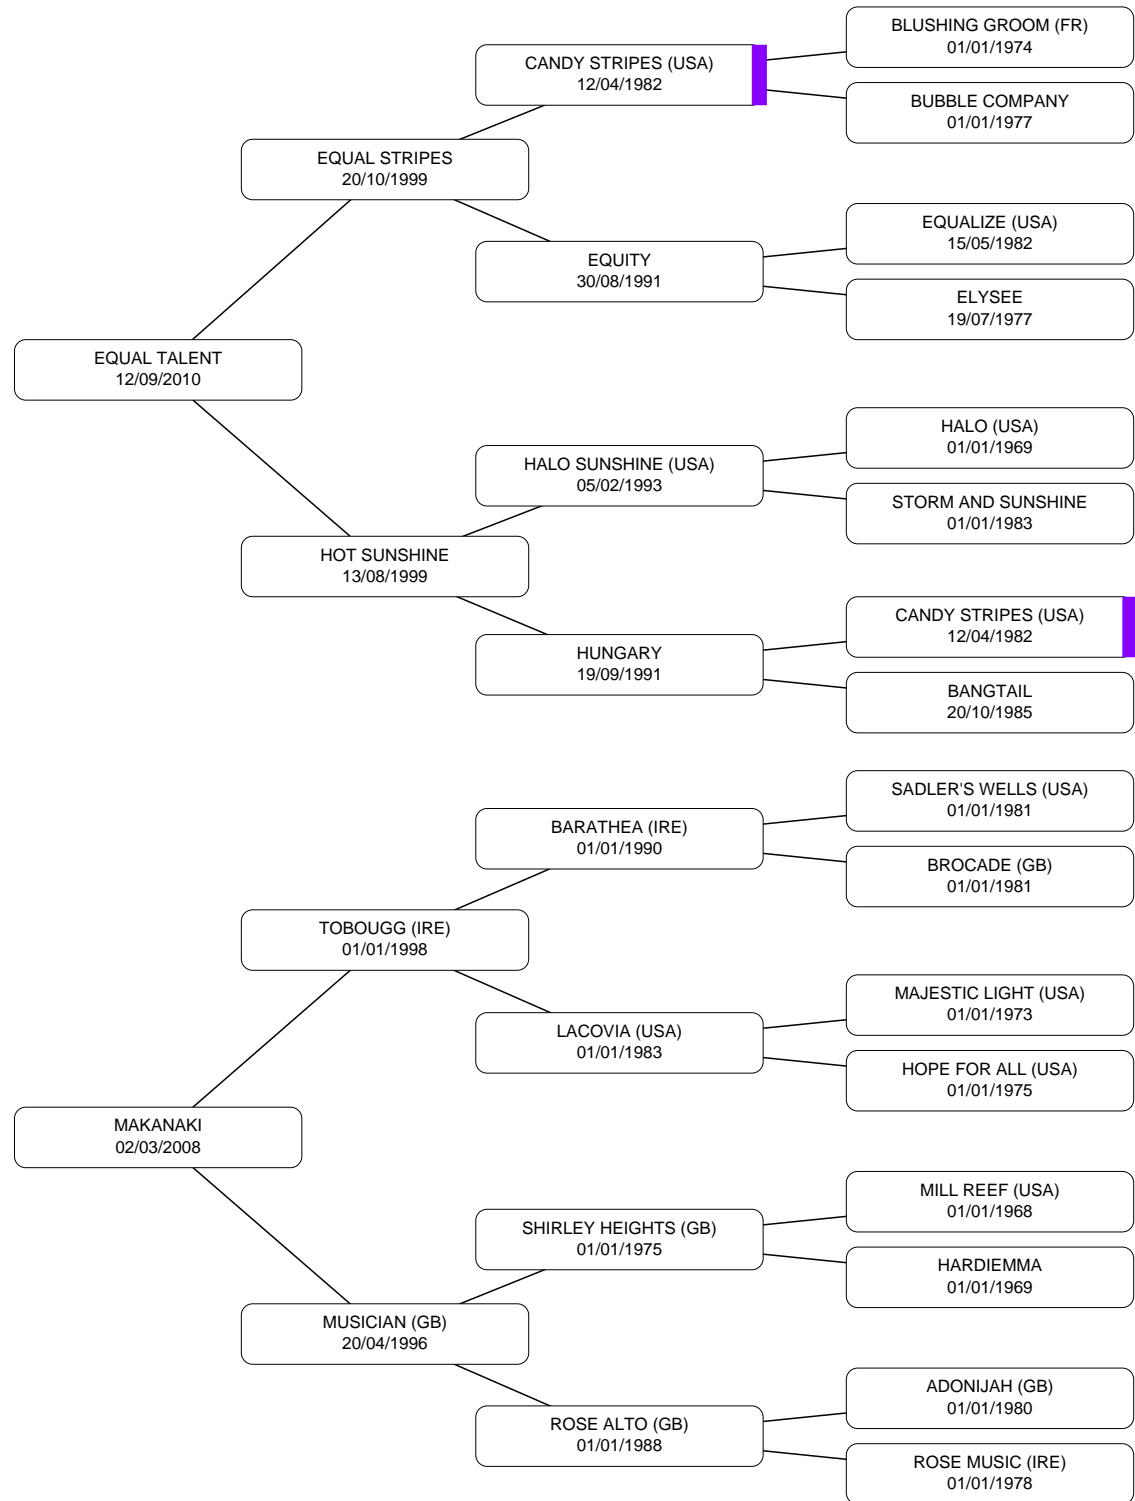 BLUSHING GROOM (FR)
01/01/1974
CANDY STRIPES (USA)
12/04/1982
BUBBLE COMPANY
01/01/1977
EQUAL STRIPES
20/10/1999
EQUALIZE (USA)
15/05/1982
EQUITY
30/08/1991
ELYSEE
19/07/1977
EQUAL TALENT
12/09/2010
HALO (USA)
01/01/1969
HALO SUNSHINE (USA)
05/02/1993
STORM AND SUNSHINE
01/01/1983
HOT SUNSHINE
13/08/1999
CANDY STRIPES (USA)
12/04/1982
HUNGARY
19/09/1991
BANGTAIL
20/10/1985
SADLER'S WELLS (USA)
01/01/1981
BARATHEA (IRE)
01/01/1990
BROCADE (GB)
01/01/1981
TOBOUGG (IRE)
01/01/1998
MAJESTIC LIGHT (USA)
01/01/1973
LACOVIA (USA)
01/01/1983
HOPE FOR ALL (USA)
01/01/1975
MAKANAKI
02/03/2008
MILL REEF (USA)
01/01/1968
SHIRLEY HEIGHTS (GB)
01/01/1975
HARDIEMMA
01/01/1969
MUSICIAN (GB)
20/04/1996
ADONIJAH (GB)
01/01/1980
ROSE ALTO (GB)
01/01/1988
ROSE MUSIC (IRE)
01/01/1978